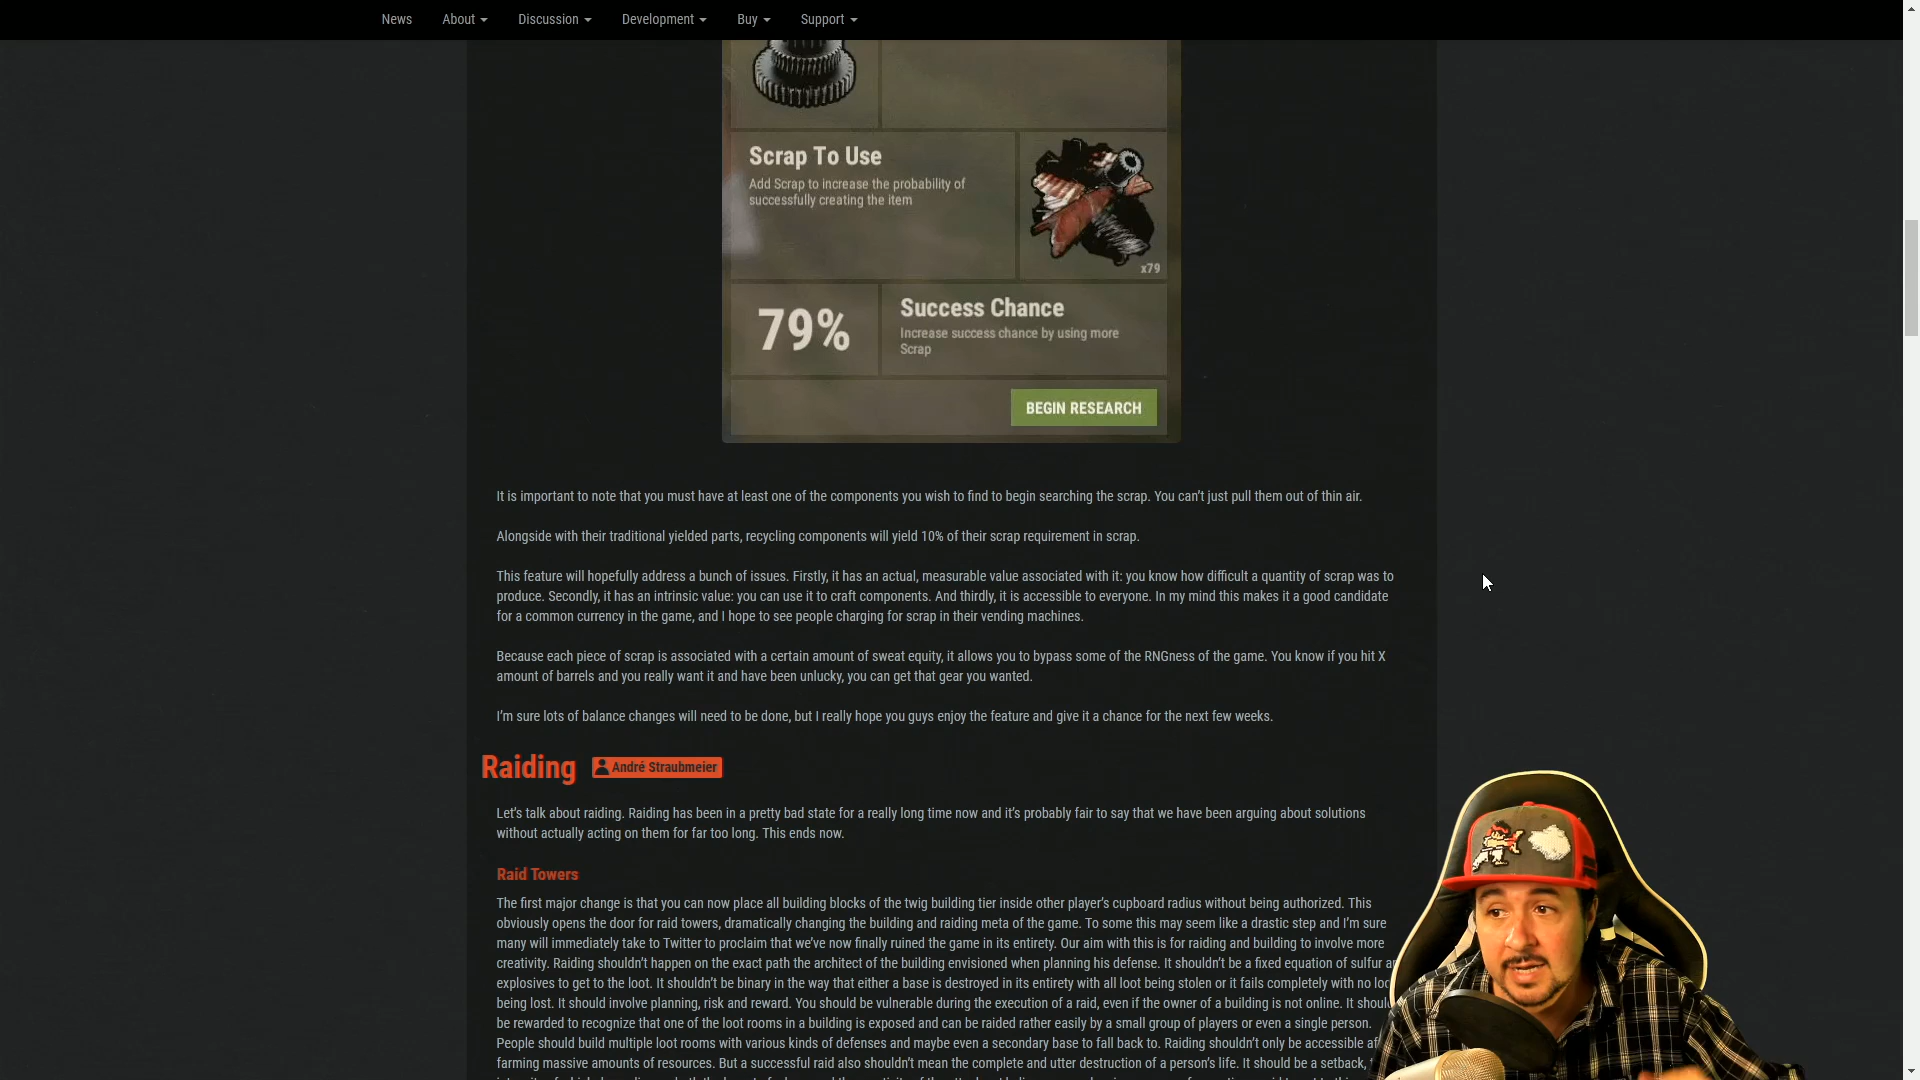 News About Discussion Development Buy Support
Scrap To Use
Add Scrap to increase the probability of
successfully creating the item
x79
79%
Success Chance
Increase success chance by using more
Scrap
BEGIN RESEARCH
It is important to note that you must have at least one of the components you wish to find to begin searching the scrap. You can't just pull them out of thin air.
Alongside with their traditional yielded parts, recycling components will yield 10% of their scrap requirement in scrap.
This feature will hopefully address a bunch of issues. Firstly, it has an actual, measurable value associated with it: you know how difficult a quantity of scrap was to
produce. Secondly, it has an intrinsic value: you can use it to craft components. And thirdly, it is accessible to everyone. In my mind this makes it a good candidate
for a common currency in the game, and I hope to see people charging for scrap in their vending machines.
Because each piece of scrap is associated with a certain amount of sweat equity, it allows you to bypass some of the RNGness of the game. You know if you hit X
amount of barrels and you really want it and have been unlucky, you can get that gear you wanted.
I'm sure lots of balance changes will need to be done, but I really hope you guys enjoy the feature and give it a chance for the next few weeks.
Raiding André Straubmeier
Let's talk about raiding. Raiding has been in a pretty bad state for a really long time now and it's probably fair to say that we have been arguing about solutions
without actually acting on them for far too long. This ends now.
Raid Towers
The first major change is that you can now place all building blocks of the twig building tier inside other player's cupboard radius without being authorized. This
obviously opens the door for raid towers, dramatically changing the building and raiding meta of the game. To some this may seem like a drastic step and I'm sure
many will immediately take to Twitter to proclaim that we've now finally ruined the game in its entirety. Our aim with this is for raiding and building to involve more
creativity. Raiding shouldn't happen on the exact path the architect of the building envisioned when planning his defense. It shouldn't be a fixed equation of sulfur
explosives to get to the loot. It shouldn't be binary in the way that either a base is destroyed in its entirety with all loot being stolen or it fails completely with no
being lost. It should involve planning, risk and reward. You should be vulnerable during the execution of a raid, even if the owner of a building is not online. It
be rewarded to recognize that one of the loot rooms in a building is exposed and can be raided rather easily by a small group of players or even a single person.
People should build multiple loot rooms with various kinds of defenses and maybe even a secondary base to fall back to. Raiding shouldn't only be accessible
farming massive amounts of resources. But a successful raid also shouldn't mean the complete and utter destruction of a person's life. It should be a setback,